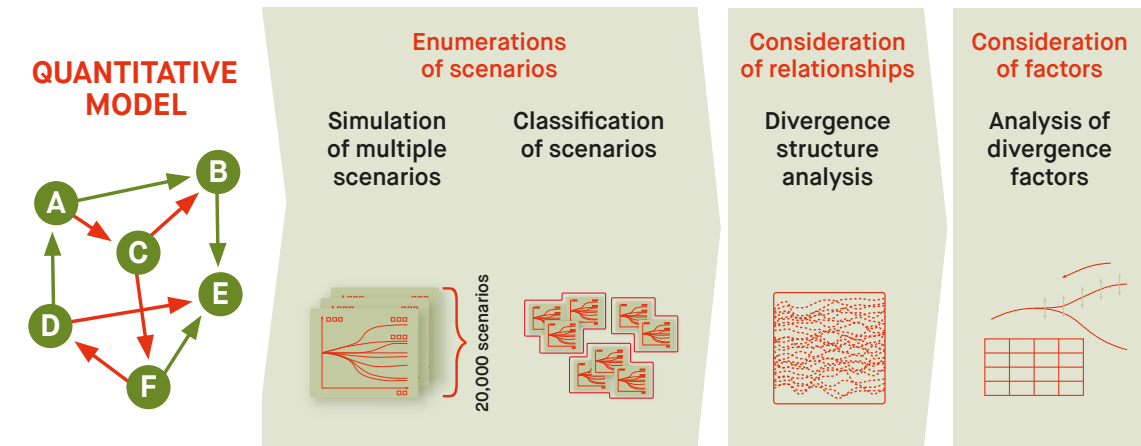 QUANTITATIVE
MODEL
A
B
C
D
E
F
Enumerations
of scenarios
Simulation
of multiple
scenarios
Classification
of scenarios
20,000 scenarios
Consideration
of relationships
Divergence
structure
analysis
Consideration
of factors
Analysis of
divergence
factors